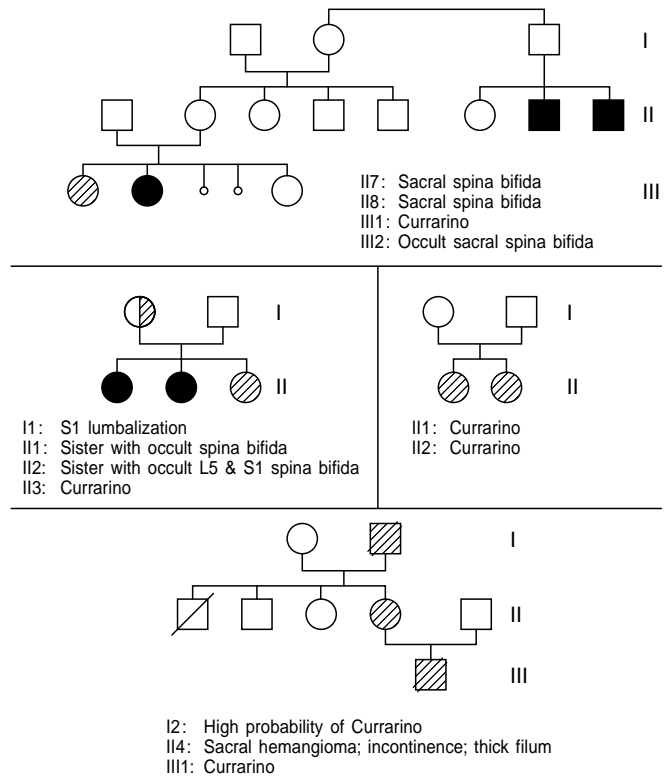 I
II
II7: Sacral spina bifida
II8: Sacral spina bifida
III1: Currarino
III2: Occult sacral spina bifida
III
I
II
I1: S1 lumbalization
II1: Sister with occult spina bifida
II2: Sister with occult L5 & S1 spina bifida
II3: Currarino
I
II
II1: Currarino
II2: Currarino
I
II
III
I2: High probability of Currarino
II4: Sacral hemangioma; incontinence; thick filum
III1: Currarino